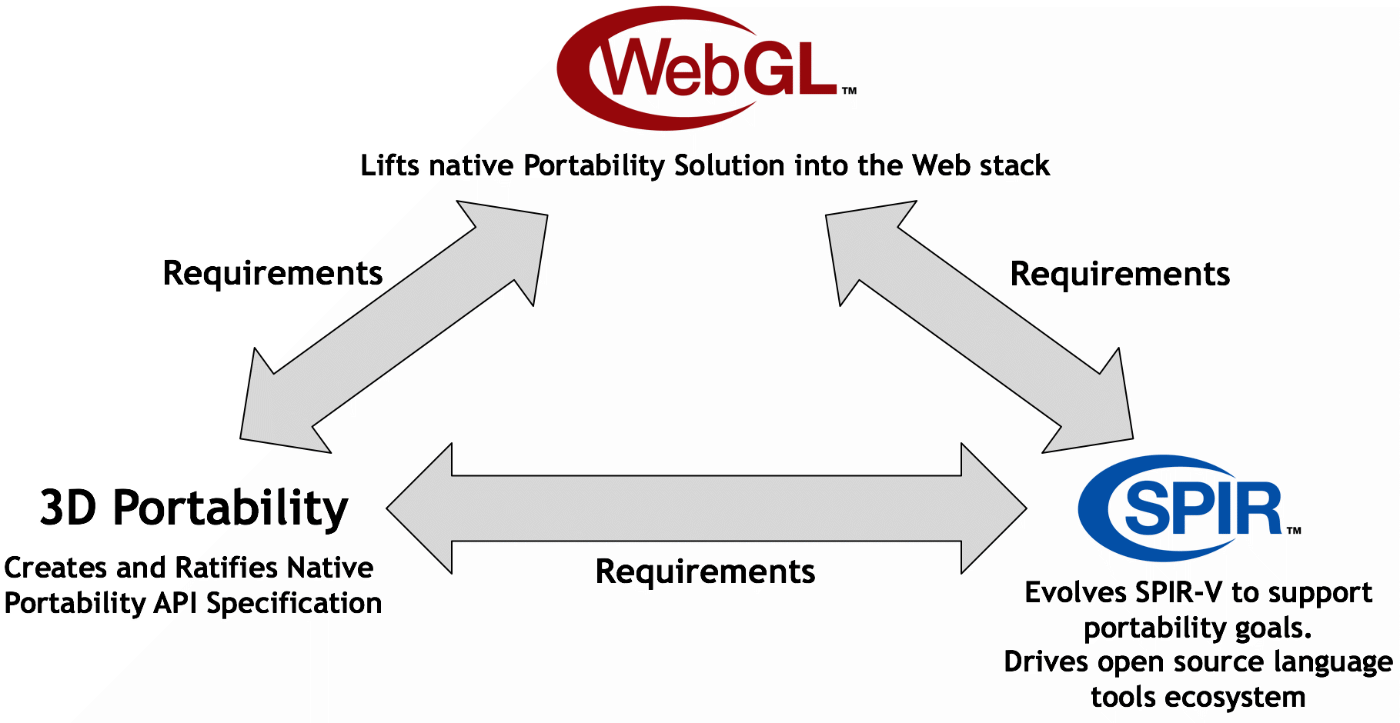 WebGL™
Lifts native Portability Solution into the Web stack
Requirements
Requirements
3D Portability
Creates and Ratifies Native
Portability API Specification
Requirements
SPIR™
Evolves SPIR-V to support
portability goals.
Drives open source language
tools ecosystem